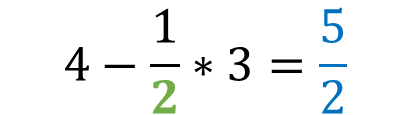 4 − 1/2 * 3 = 5/2